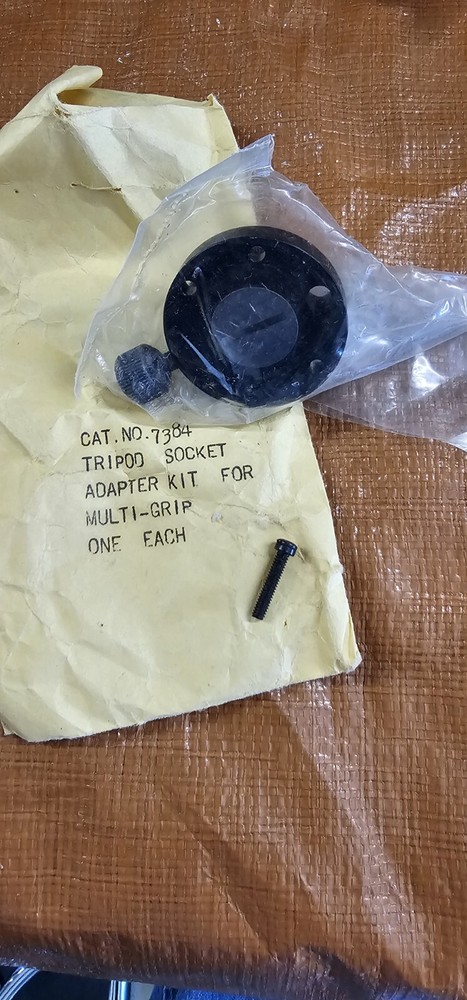 CAT. NO. 7384
TRIPOD SOCKET
ADAPTER KIT FOR
MULTI-GRIP
ONE EACH